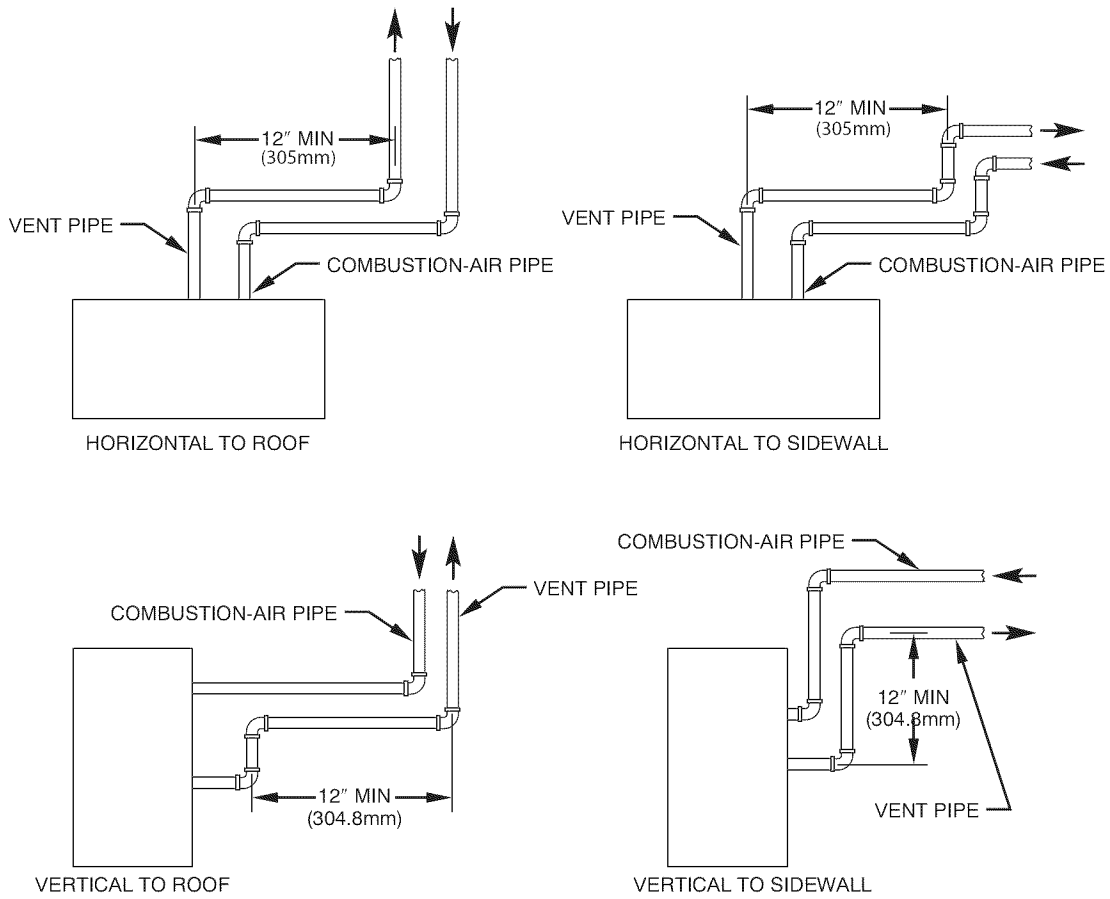 12″ MIN
(305mm)
VENT PIPE
COMBUSTION-AIR PIPE
HORIZONTAL TO ROOF
12″ MIN
(305mm)
VENT PIPE
COMBUSTION-AIR PIPE
HORIZONTAL TO SIDEWALL
VENT PIPE
COMBUSTION-AIR PIPE
12″ MIN
(304.8mm)
VERTICAL TO ROOF
COMBUSTION-AIR PIPE
12″ MIN
(304.8mm)
VENT PIPE
VERTICAL TO SIDEWALL